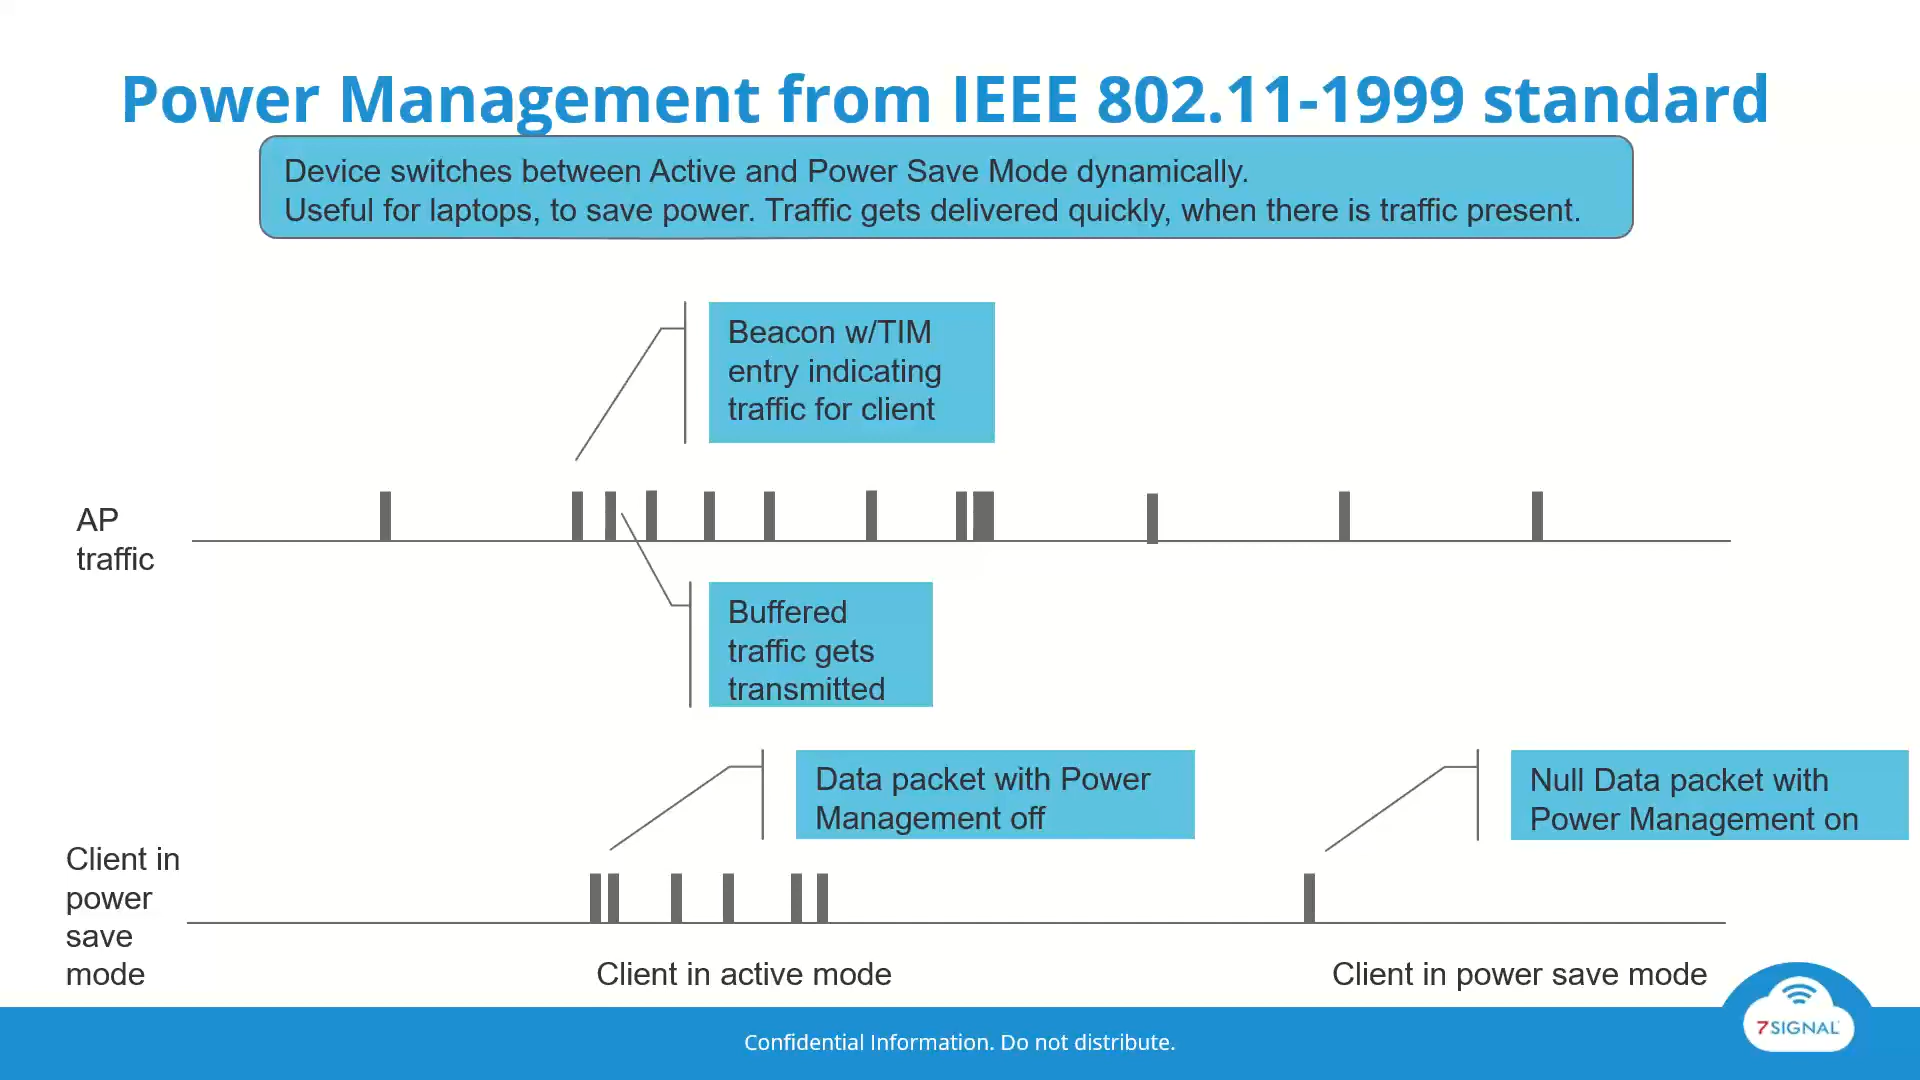 Power Management from IEEE 802.11-1999 standard
Device switches between Active and Power Save Mode dynamically.
Useful for laptops, to save power. Traffic gets delivered quickly, when there is traffic present.
Beacon w/TIM
entry indicating
traffic for client
AP
traffic
Buffered
traffic gets
transmitted
Data packet with Power
Management off
Null Data packet with
Power Management on
Client in
power
save
mode
Client in active mode
Client in power save mode
7SIGNAL
Confidential Information. Do not distribute.